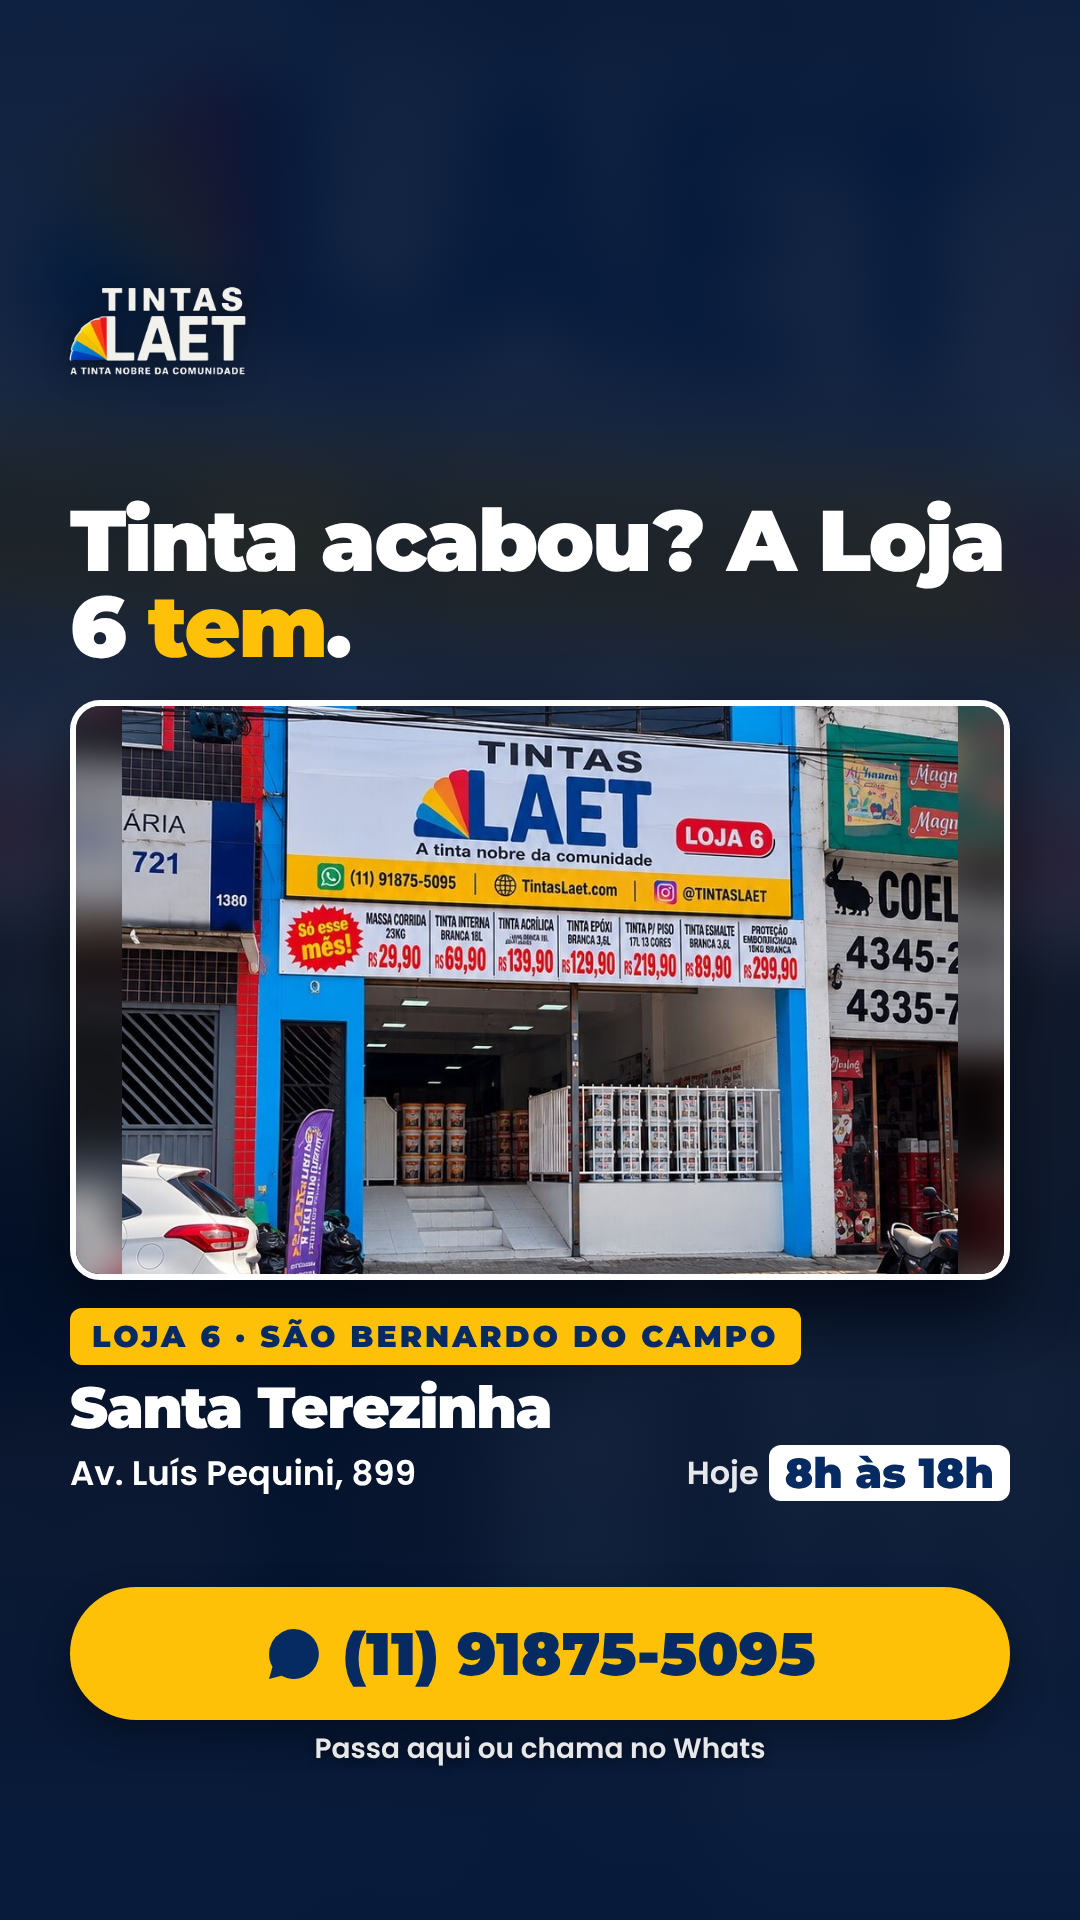 TINTAS
LAET
A TINTA NOBRE DA COMUNIDADE
Tinta acabou? A Loja
6 tem.
TINTAS
LAET
A tinta nobre da comunidade
LOJA 6
(11) 91875-5095 | TintasLaet.com | @TINTASLAET
Só esse
mês!
MASSA CORRIDA
23KG
R$29,90
TINTA INTERNA
BRANCA 18L
R$69,90
TINTA ACRÍLICA
R$139,90
TINTA EPÓXI
BRANCA 3,6L
R$129,90
TINTA P/ PISO
17L 13 CORES
R$219,90
TINTA ESMALTE
BRANCA 3,6L
R$89,90
PROTEÇÃO
R$299,90
ÁRIA
721
1380
Magn
Magn
COEL
4345-2
4335-7
LOJA 6 • SÃO BERNARDO DO CAMPO
Santa Terezinha
Av. Luís Pequini, 899
Hoje 8h às 18h
(11) 91875-5095
Passa aqui ou chama no Whats